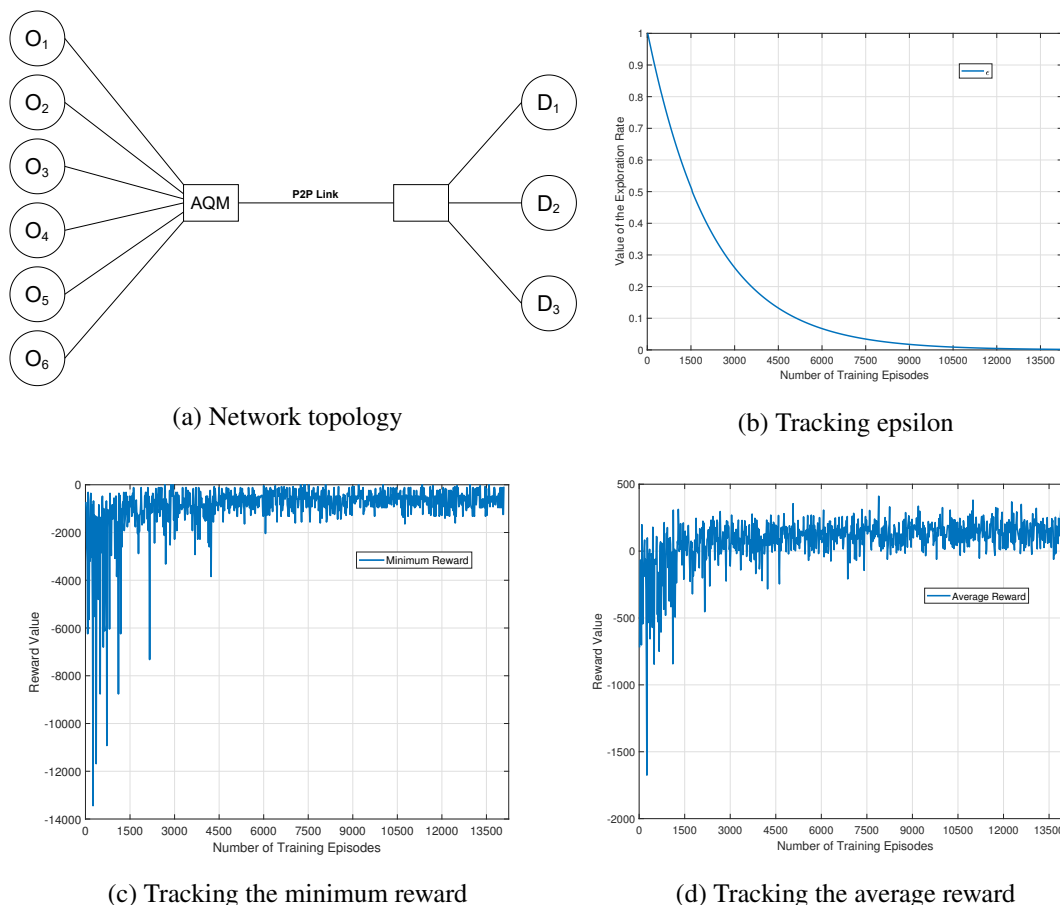 O1
O2
O3
O4
O5
O6
AQM
P2P Link
D1
D2
D3
(a) Network topology
Value of the Exploration Rate
1
0.9
0.8
0.7
0.6
0.5
0.4
0.3
0.2
0.1
0
ϵ
0 1500 3000 4500 6000 7500 9000 10500 12000 13500
Number of Training Episodes
(b) Tracking epsilon
Reward Value
0
-2000
-4000
-6000
-8000
-10000
-12000
-14000
Minimum Reward
0 1500 3000 4500 6000 7500 9000 10500 12000 13500
Number of Training Episodes
(c) Tracking the minimum reward
Reward Value
500
0
-500
-1000
-1500
-2000
Average Reward
0 1500 3000 4500 6000 7500 9000 10500 12000 13500
Number of Training Episodes
(d) Tracking the average reward